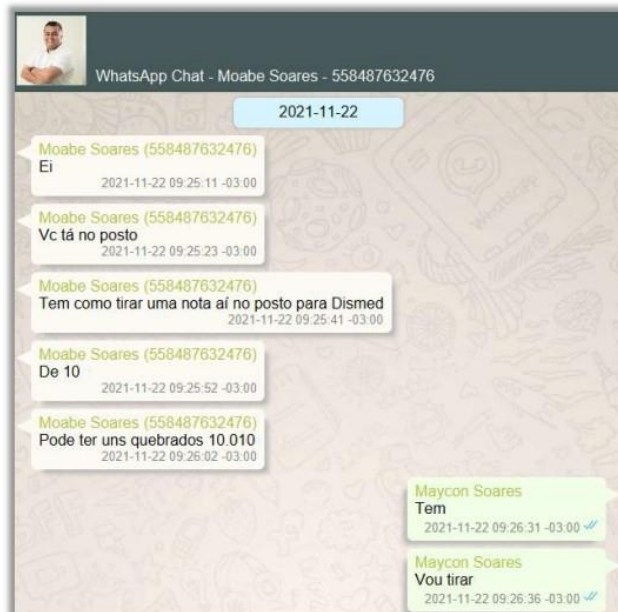 WhatsApp Chat - Moabe Soares - 558487632476
2021-11-22
Moabe Soares (558487632476)
Ei
2021-11-22 09:25:11 -03:00
Moabe Soares (558487632476)
Vc tá no posto
2021-11-22 09:25:23 -03:00
Moabe Soares (558487632476)
Tem como tirar uma nota aí no posto para Dismed
2021-11-22 09:25:41 -03:00
Moabe Soares (558487632476)
De 10
2021-11-22 09:25:52 -03:00
Moabe Soares (558487632476)
Pode ter uns quebrados 10.010
2021-11-22 09:26:02 -03:00
Maycon Soares
Tem
2021-11-22 09:26:31 -03:00
Maycon Soares
Vou tirar
2021-11-22 09:26:36 -03:00